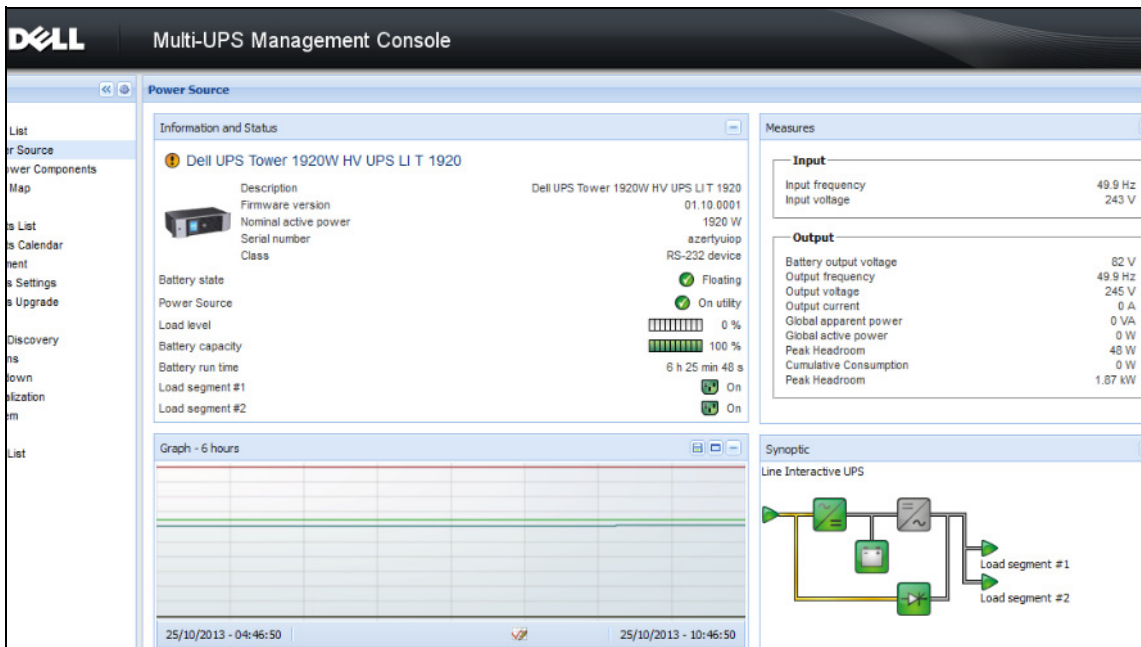 DELL
Multi-UPS Management Console
Power Source
List
er Source
ower Components
Map
ts List
ts Calendar
ment
s Settings
s Upgrade
Discovery
ns
down
alization
em
List
Information and Status
Dell UPS Tower 1920W HV UPS LI T 1920
Description Dell UPS Tower 1920W HV UPS LI T 1920
Firmware version 01.10.0001
Nominal active power 1920 W
Serial number azertyuiop
Class RS-232 device
Battery state Floating
Power Source On utility
Load level 0 %
Battery capacity 100 %
Battery run time 6 h 25 min 48 s
Load segment #1 On
Load segment #2 On
Graph - 6 hours
25/10/2013 - 04:46:50 25/10/2013 - 10:46:50
Measures
Input
Input frequency 49.9 Hz
Input voltage 243 V
Output
Battery output voltage 82 V
Output frequency 49.9 Hz
Output voltage 245 V
Output current 0 A
Global apparent power 0 VA
Global active power 0 W
Peak Headroom 48 W
Cumulative Consumption 0 W
Peak Headroom 1.87 kW
Synoptic
Line Interactive UPS
Load segment #1
Load segment #2